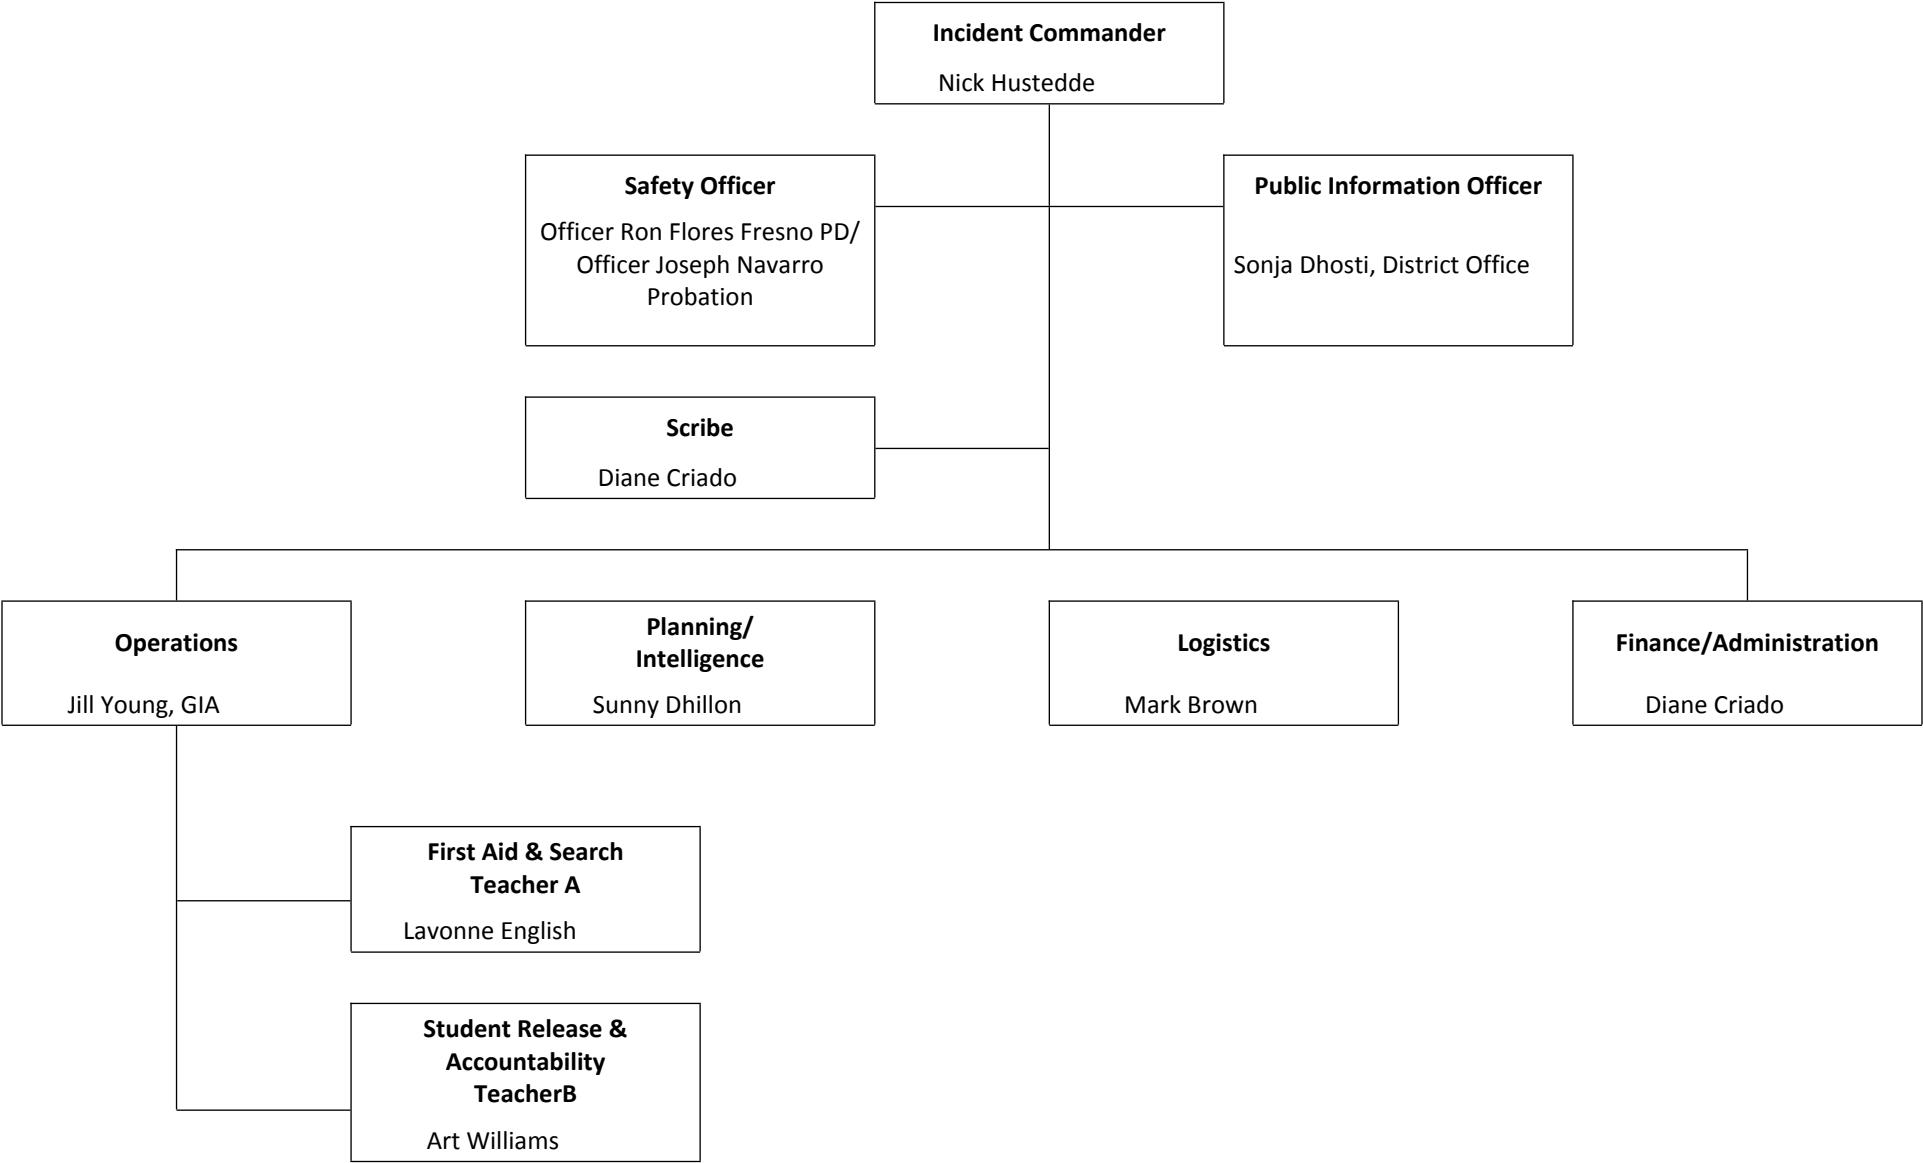 Incident Commander
Nick Hustedde
Safety Officer
Officer Ron Flores Fresno PD/
Officer Joseph Navarro
Probation
Public Information Officer
Sonja Dhosti, District Office
Scribe
Diane Criado
Operations
Jill Young, GIA
Planning/
Intelligence
Sunny Dhillon
Logistics
Mark Brown
Finance/Administration
Diane Criado
First Aid & Search
Teacher A
Lavonne English
Student Release &
Accountability
TeacherB
Art Williams